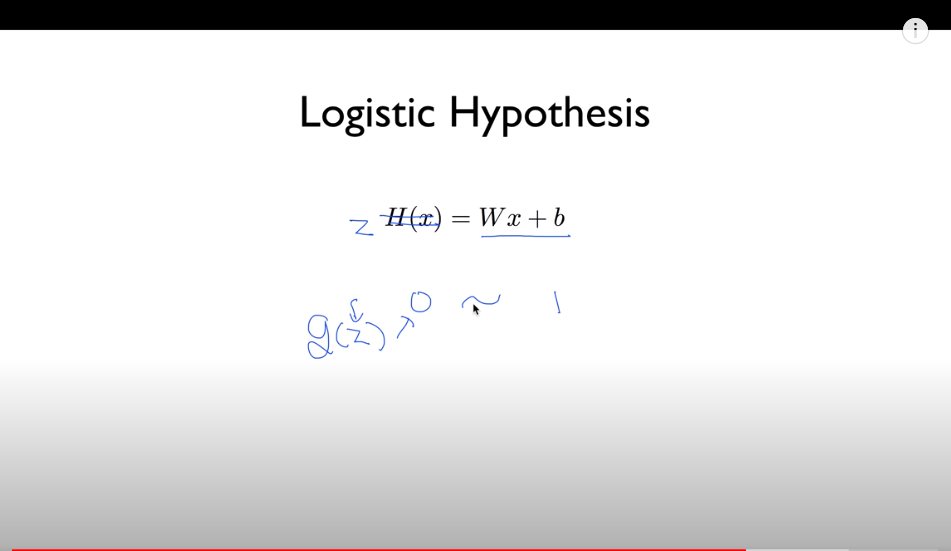 Logistic Hypothesis
z H(x) = Wx + b
g(z) 0 ~ 1